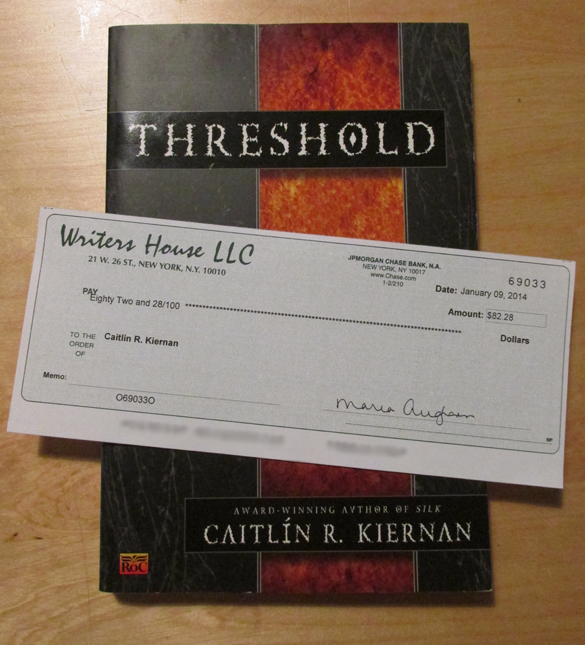 THRESHOLD
Writers House LLC
21 W. 26 ST., NEW YORK, N.Y. 10010
JPMORGAN CHASE BANK, N.A.
NEW YORK, NY 10017
www.Chase.com
1-2/210
69033
Date: January 09, 2014
PAY
Eighty Two and 28/100 ************************************************************
Amount: $82.28
Dollars
TO THE
ORDER
OF
Caitlin R. Kiernan
Memo:
O69033O
Maria
AWARD-WINNING AUTHOR OF SILK
CAITLÍN R. KIERNAN
ROC